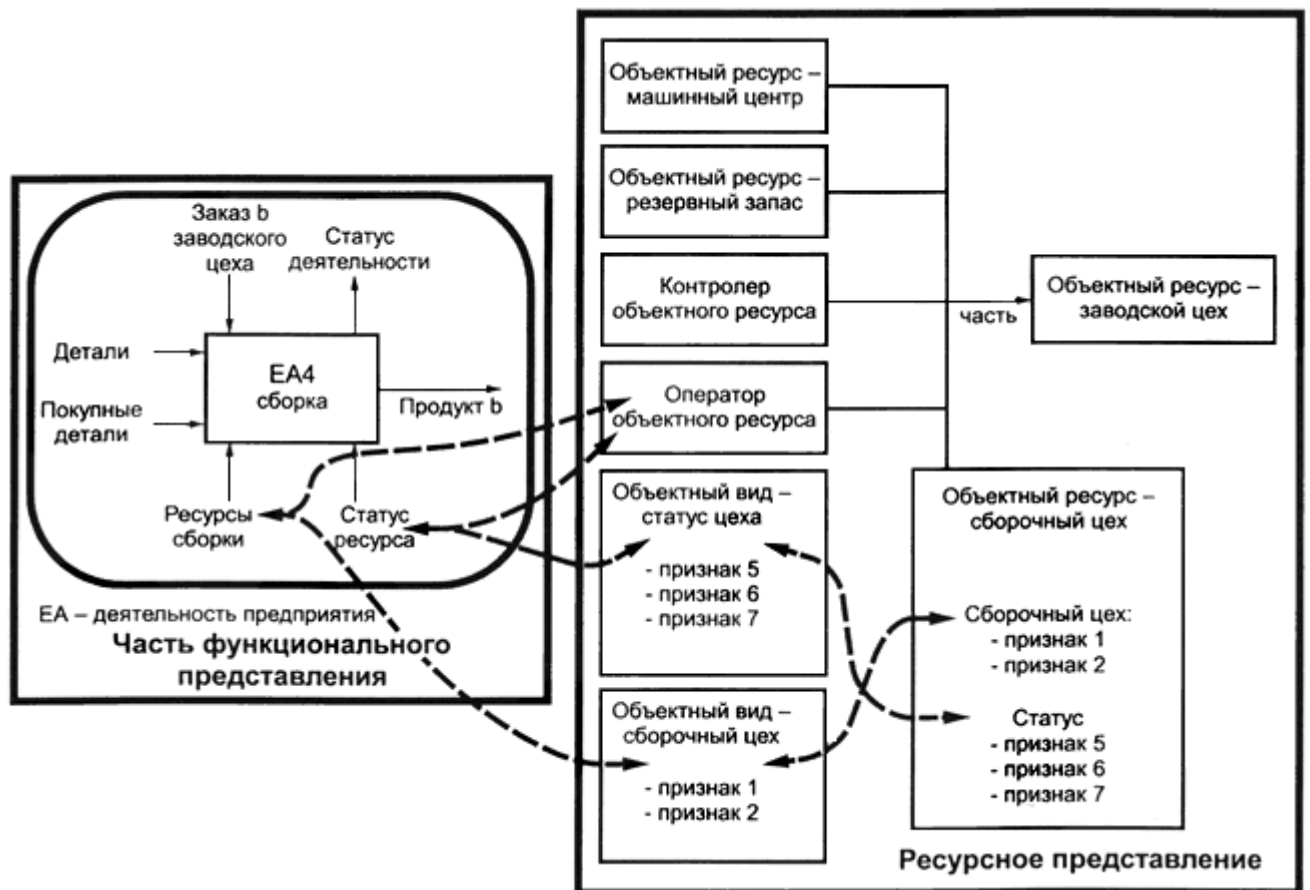 Заказ b
заводского
цеха
Статус
деятельности
Детали
Покупные
детали
ЕА4
сборка
Продукт b
Ресурсы
сборки
Статус
ресурса
ЕА – деятельность предприятия
Часть функционального
представления
Объектный ресурс –
машинный центр
Объектный ресурс –
резервный запас
Контролер
объектного ресурса
Оператор
объектного ресурса
Объектный вид –
статус цеха
- признак 5
- признак 6
- признак 7
Объектный вид –
сборочный цех
- признак 1
- признак 2
часть
Объектный ресурс –
заводской цех
Объектный ресурс –
сборочный цех
Сборочный цех:
- признак 1
- признак 2
Статус
- признак 5
- признак 6
- признак 7
Ресурсное представление